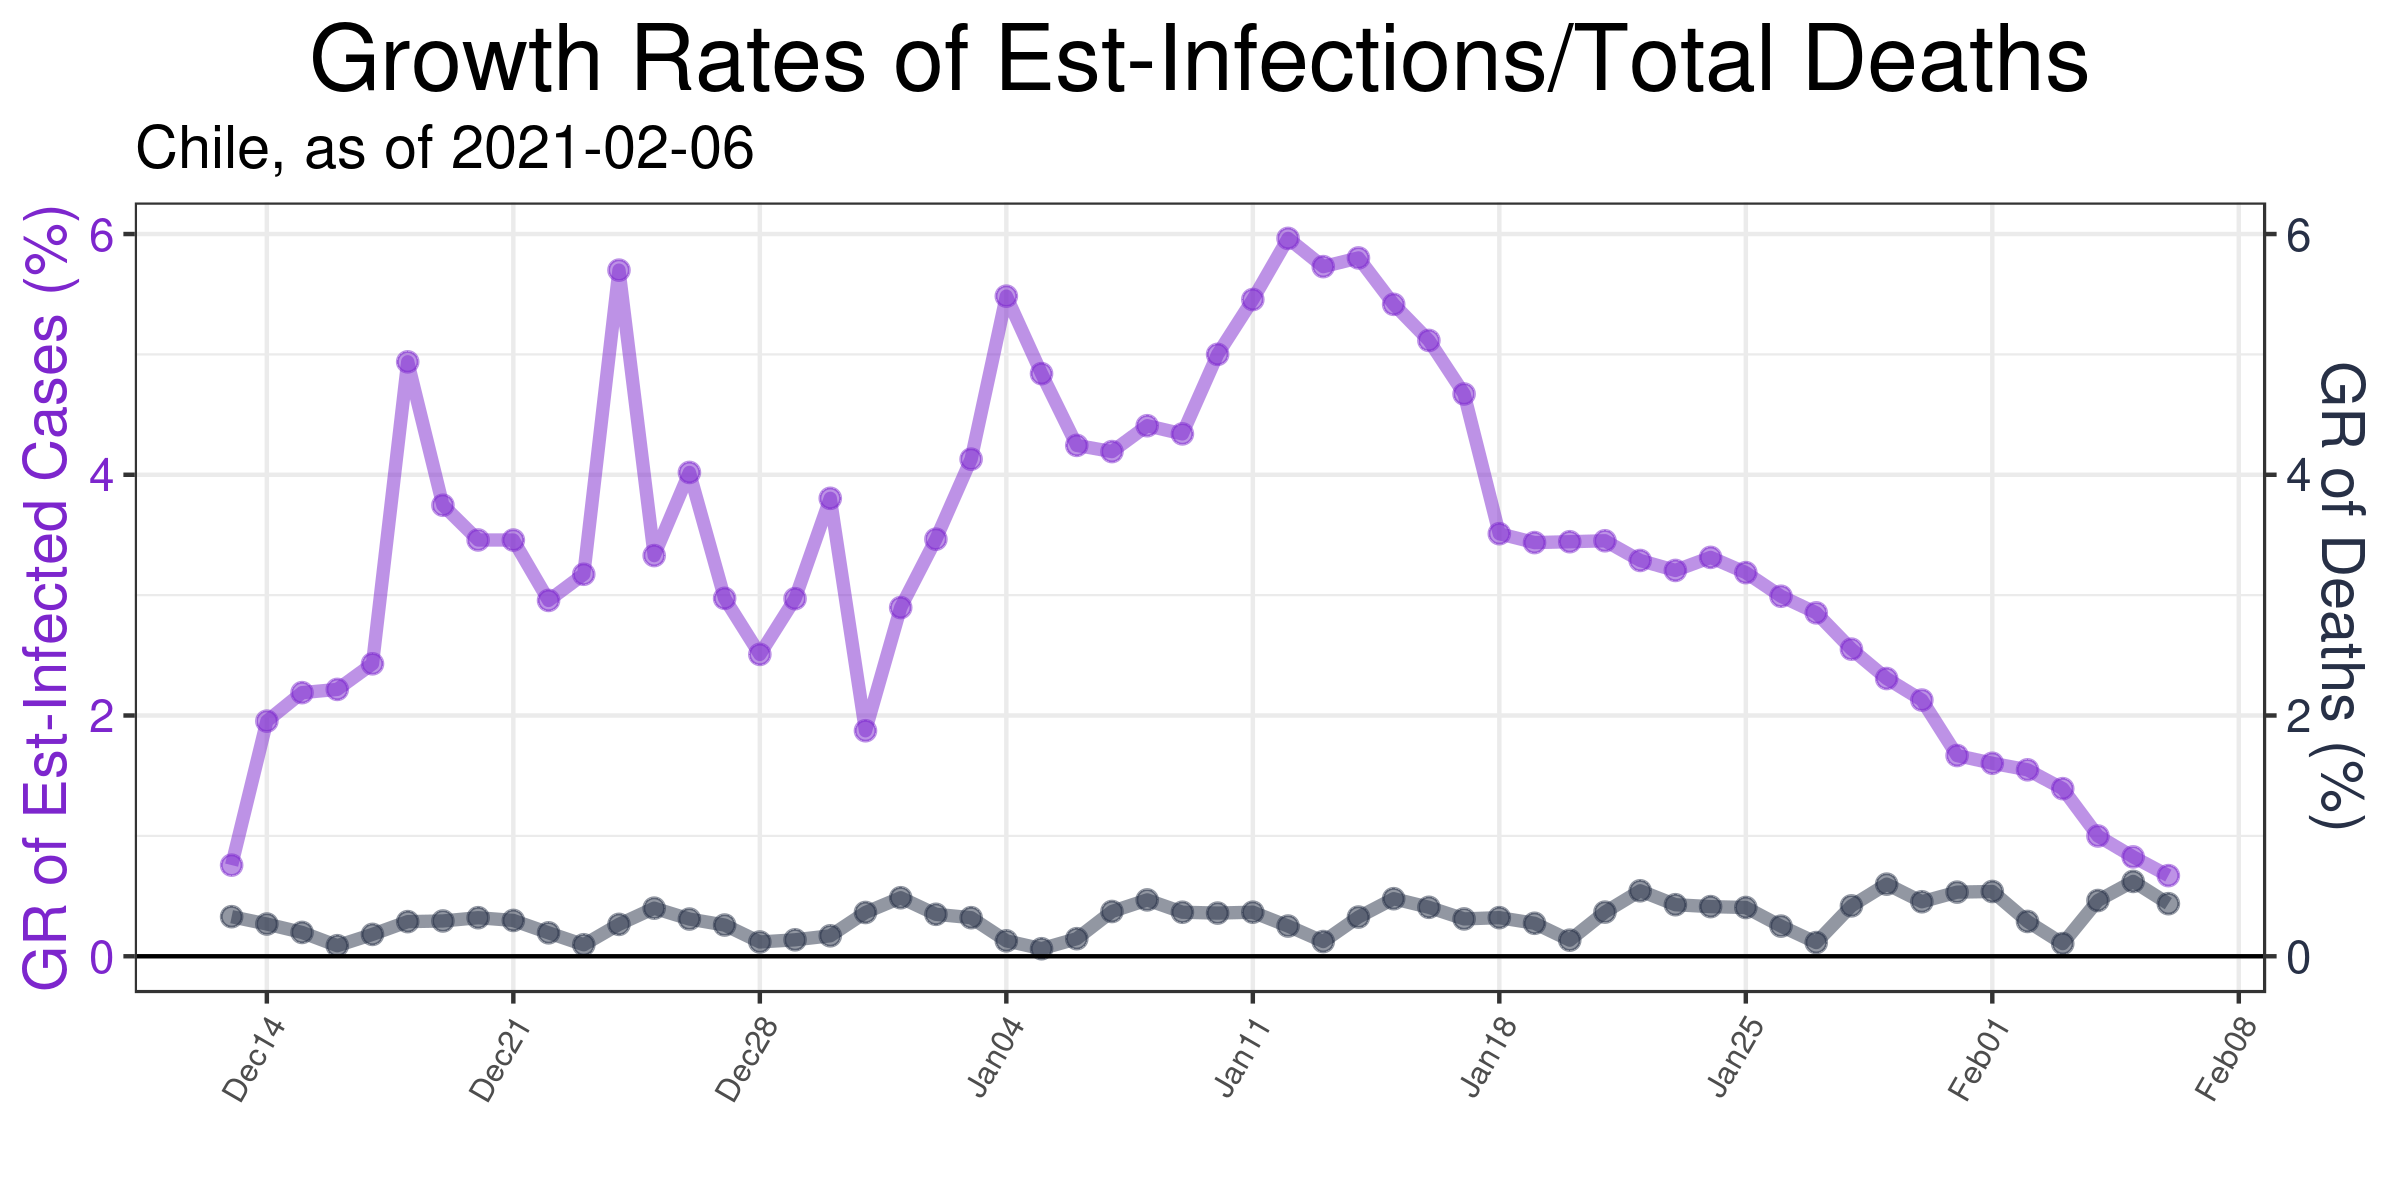 Growth Rates of Est-Infections/Total Deaths
Chile, as of 2021-02-06
GR of Est-Infected Cases (%)
6
4
2
0
6
4
2
0
GR of Deaths (%)
Dec14
Dec21
Dec28
Jan04
Jan11
Jan18
Jan25
Feb01
Feb08